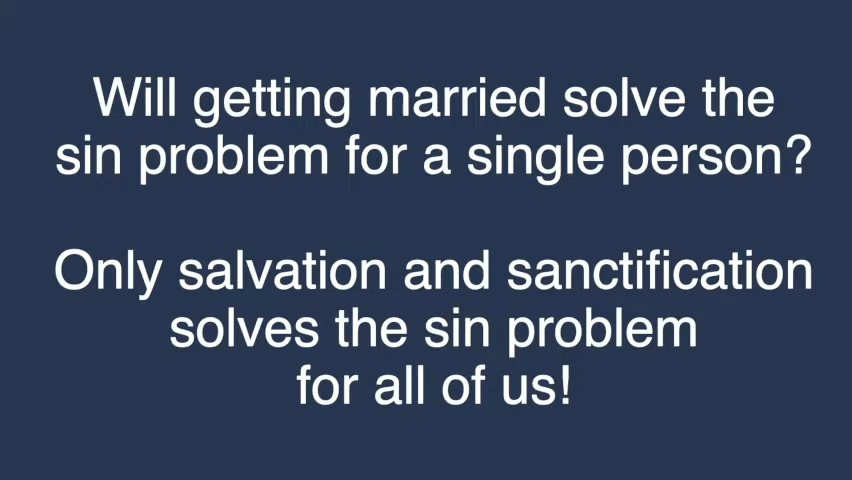 Will getting married solve the
sin problem for a single person?
Only salvation and sanctification
solves the sin problem
for all of us!